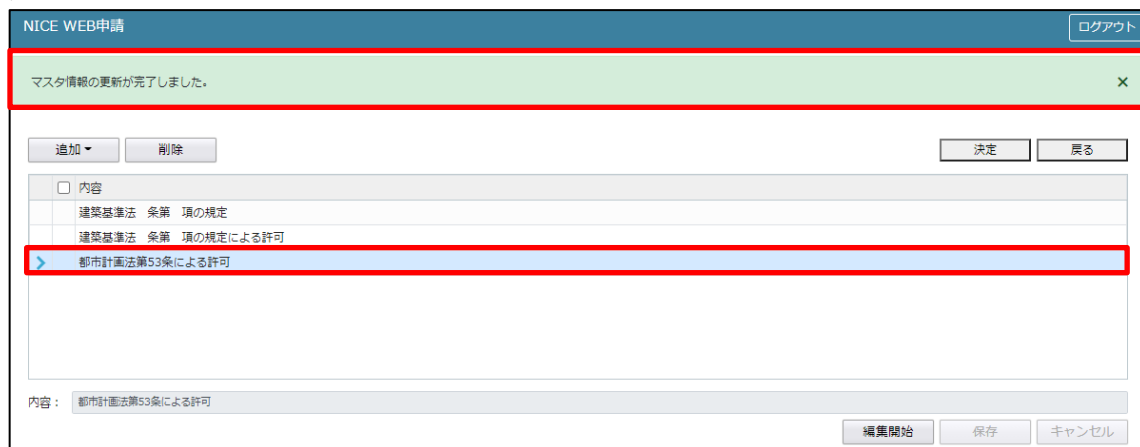 NICE WEB申請 ログアウト
マスタ情報の更新が完了しました。 ×
追加 削除 決定 戻る
内容
建築基準法　条第　項の規定
建築基準法　条第　項の規定による許可
都市計画法第53条による許可
内容： 都市計画法第53条による許可
編集開始 保存 キャンセル